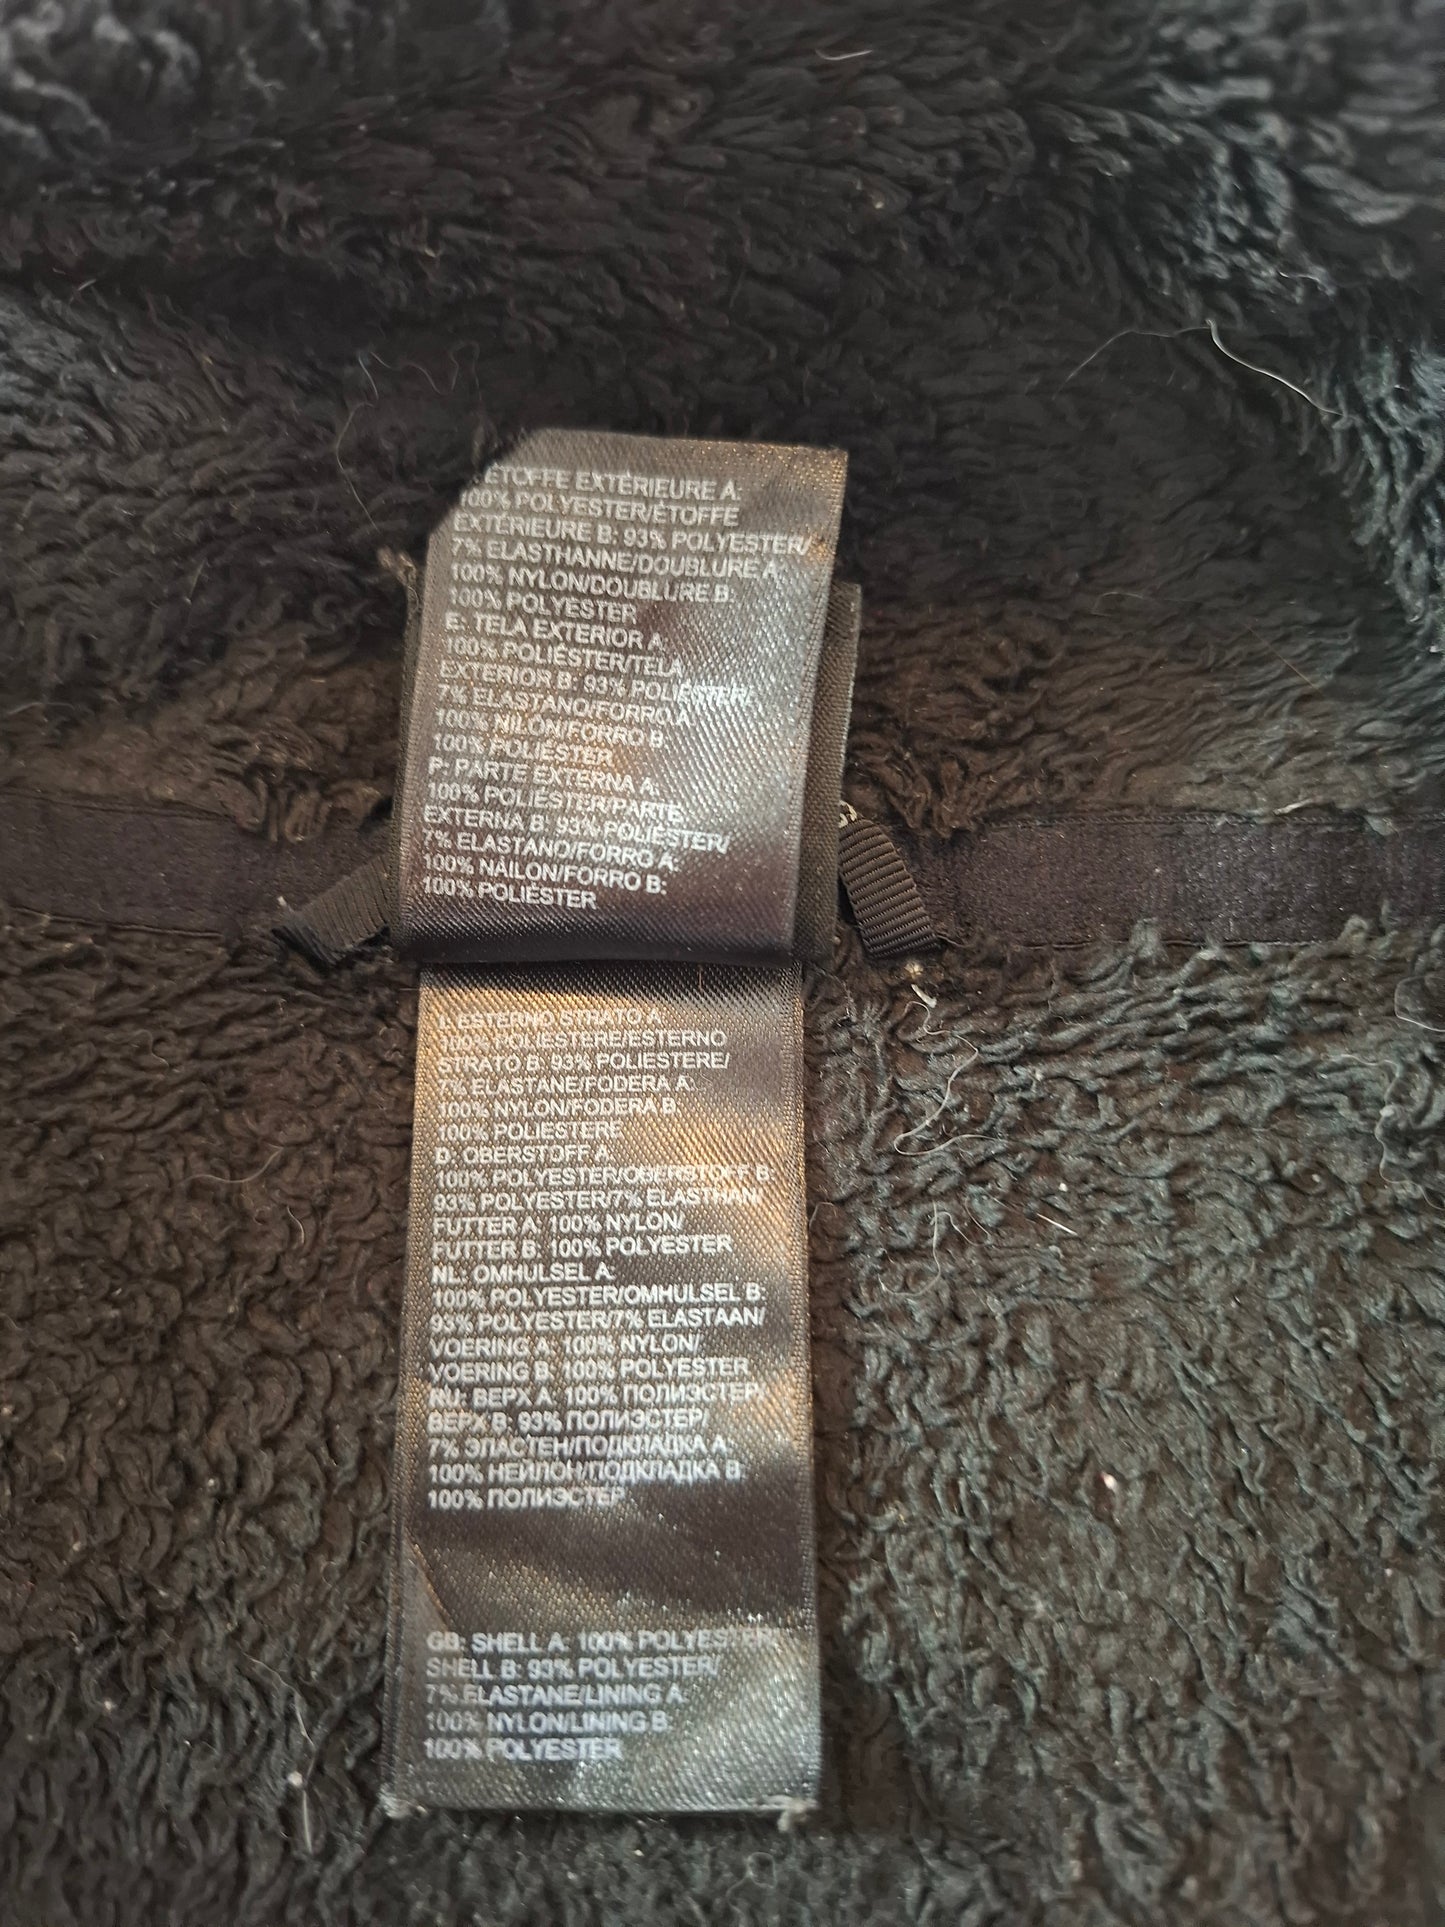 ÉTOFFE EXTÉRIEURE A:
100% POLYESTER/ÉTOFFE
EXTÉRIEURE B: 93% POLYESTER/
7% ELASTHANNE/DOUBLURE A:
100% NYLON/DOUBLURE B:
100% POLYESTER
E: TELA EXTERIOR A:
100% POLIÉSTER/TELA
EXTERIOR B: 93% POLIÉSTER/
7% ELASTANO/FORRO A:
100% NILÓN/FORRO B:
100% POLIÉSTER
P: PARTE EXTERNA A:
100% POLIÉSTER/PARTE
EXTERNA B: 93% POLIÉSTER/
7% ELASTANO/FORRO A:
100% NÁILON/FORRO B:
100% POLIÉSTER
I: ESTERNO STRATO A:
100% POLIESTERE/ESTERNO
STRATO B: 93% POLIESTERE/
7% ELASTANE/FODERA A:
100% NYLON/FODERA B:
100% POLIESTERE
D: OBERSTOFF A:
100% POLYESTER/OBERSTOFF B:
93% POLYESTER/7% ELASTHAN/
FUTTER A: 100% NYLON/
FUTTER B: 100% POLYESTER
NL: OMHULSEL A:
100% POLYESTER/OMHULSEL B:
93% POLYESTER/7% ELASTAAN/
VOERING A: 100% NYLON/
VOERING B: 100% POLYESTER
RU: ВЕРХ A: 100% ПОЛИЭСТЕР/
ВЕРХ B: 93% ПОЛИЭСТЕР/
7% ЭЛАСТЕН/ПОДКЛАДКА A:
100% НЕЙЛОН/ПОДКЛАДКА B:
100% ПОЛИЭСТЕР
GB: SHELL A: 100% POLYESTER/
SHELL B: 93% POLYESTER/
7% ELASTANE/LINING A:
100% NYLON/LINING B:
100% POLYESTER